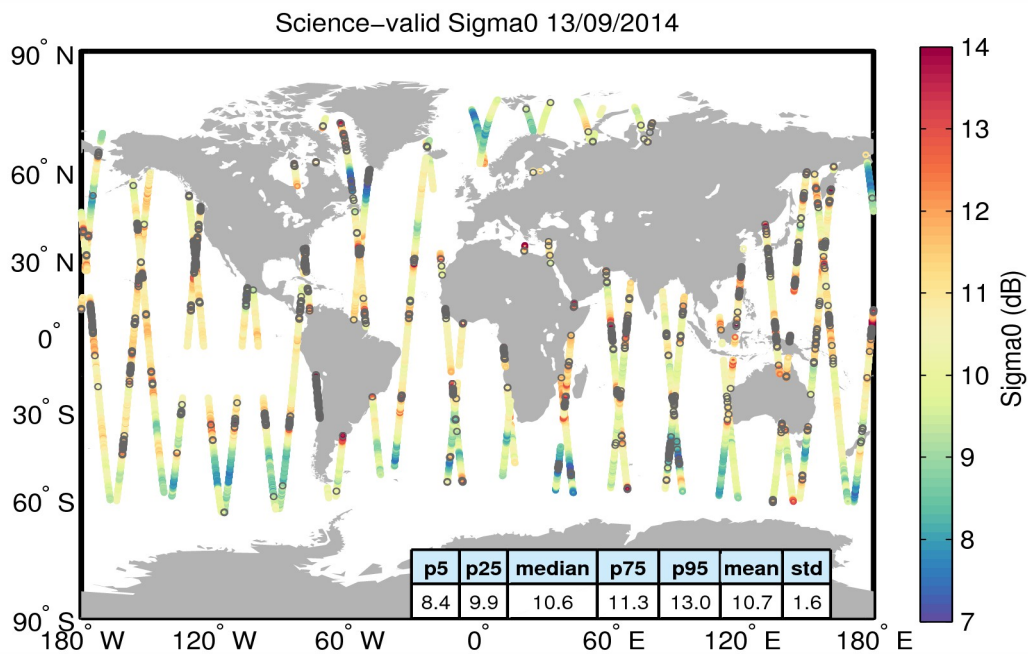 Science−valid Sigma0 13/09/2014
90° N
60° N
30° N
0°
30° S
60° S
90° S
180° W
120° W
60° W
0°
60° E
120° E
180° E
p5 p25 median p75 p95 mean std
8.4 9.9 10.6 11.3 13.0 10.7 1.6
14
13
12
11
10
9
8
7
Sigma0 (dB)